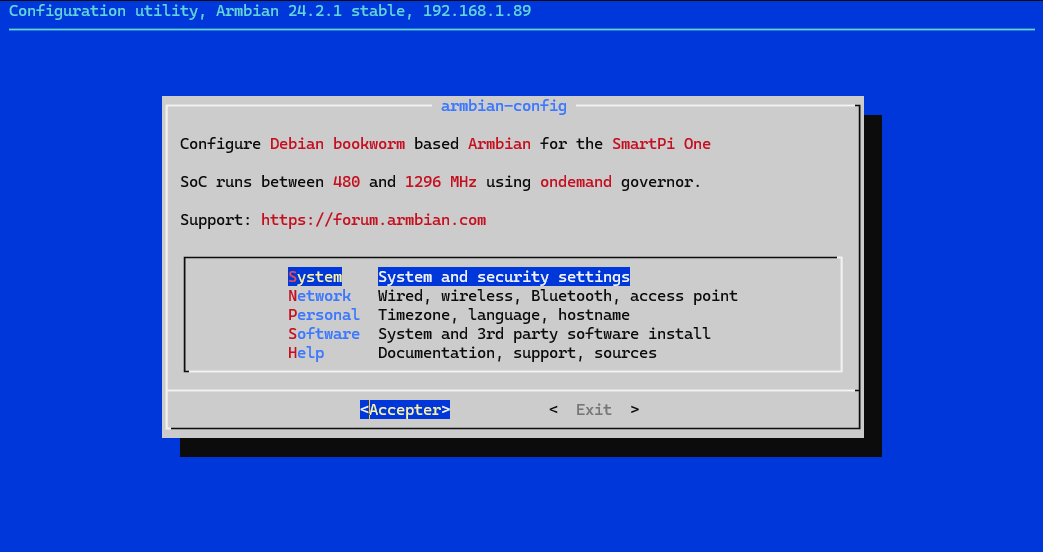 Configuration utility, Armbian 24.2.1 stable, 192.168.1.89
armbian-config
Configure Debian bookworm based Armbian for the SmartPi One
SoC runs between 480 and 1296 MHz using ondemand governor.
Support: https://forum.armbian.com
System System and security settings
Network Wired, wireless, Bluetooth, access point
Personal Timezone, language, hostname
Software System and 3rd party software install
Help Documentation, support, sources
<Accepter> < Exit >